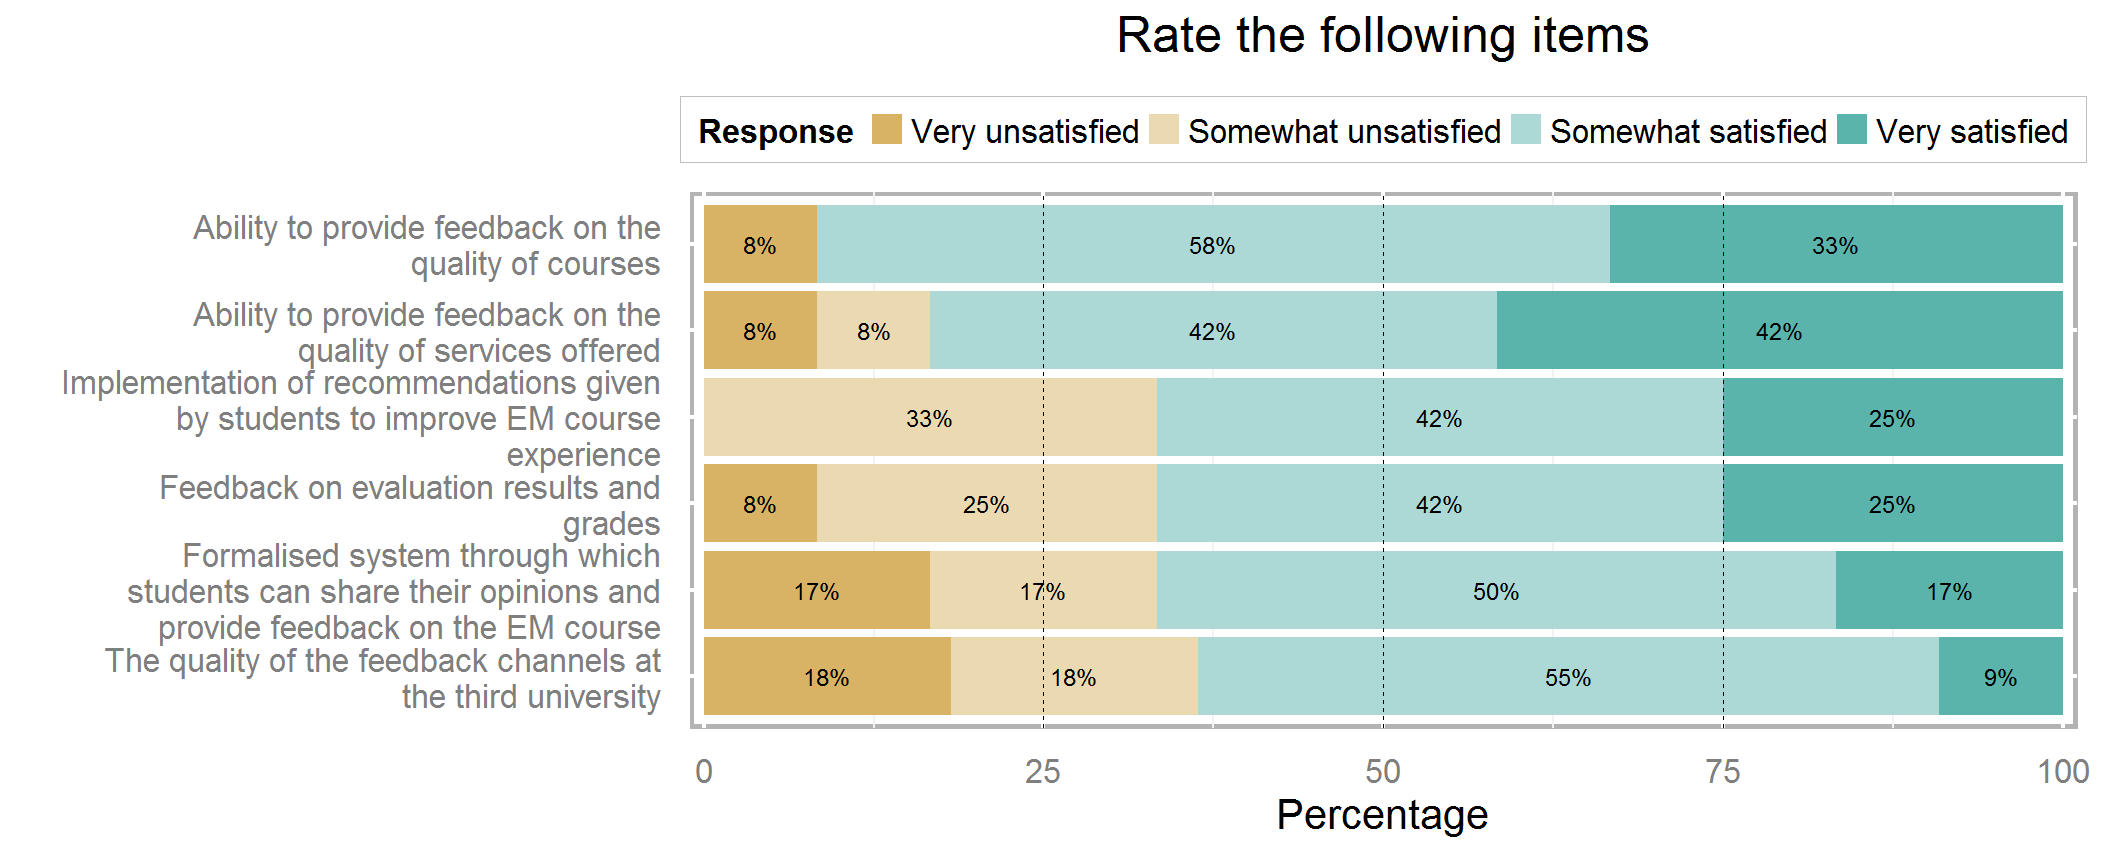 Rate the following items
Response Very unsatisfied Somewhat unsatisfied Somewhat satisfied Very satisfied
Ability to provide feedback on the
quality of courses
8% 58% 33%
Ability to provide feedback on the
quality of services offered
8% 8% 42% 42%
Implementation of recommendations given
by students to improve EM course
experience
33% 42% 25%
Feedback on evaluation results and
grades
8% 25% 42% 25%
Formalised system through which
students can share their opinions and
provide feedback on the EM course
17% 17% 50% 17%
The quality of the feedback channels at
the third university
18% 18% 55% 9%
0 25 50 75 100
Percentage